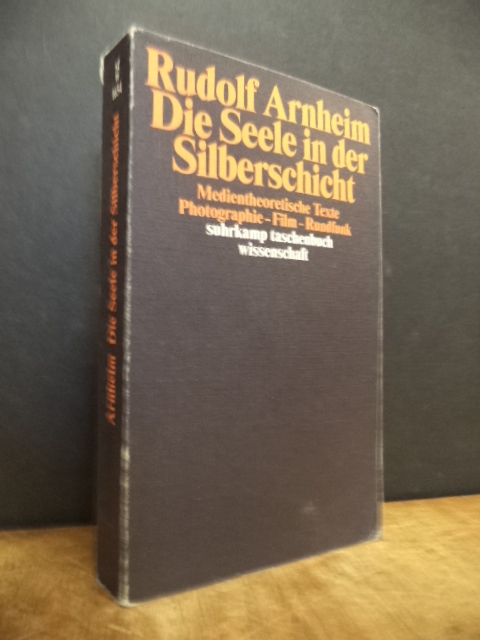 Rudolf Arnheim
Die Seele in der
Silberschicht
Medientheoretische Texte
Photographie – Film – Rundfunk
suhrkamp taschenbuch
wissenschaft
Arnheim Die Seele in der Silberschicht